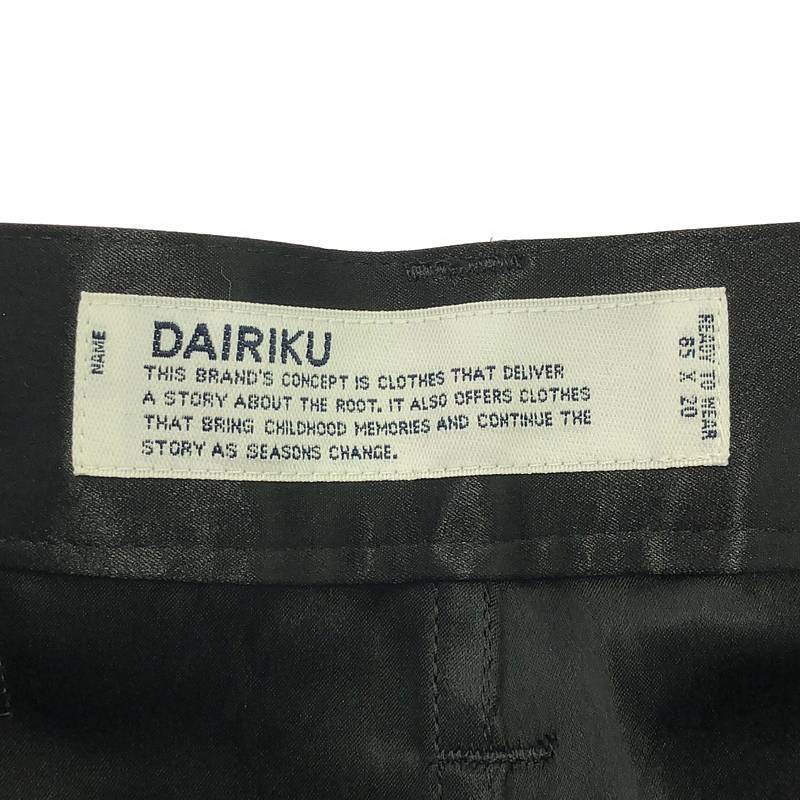 NAME
DAIRIKU
THIS BRAND'S CONCEPT IS CLOTHES THAT DELIVER
A STORY ABOUT THE ROOT. IT ALSO OFFERS CLOTHES
THAT BRING CHILDHOOD MEMORIES AND CONTINUE THE
STORY AS SEASONS CHANGE.
READY TO WEAR
65 X 20